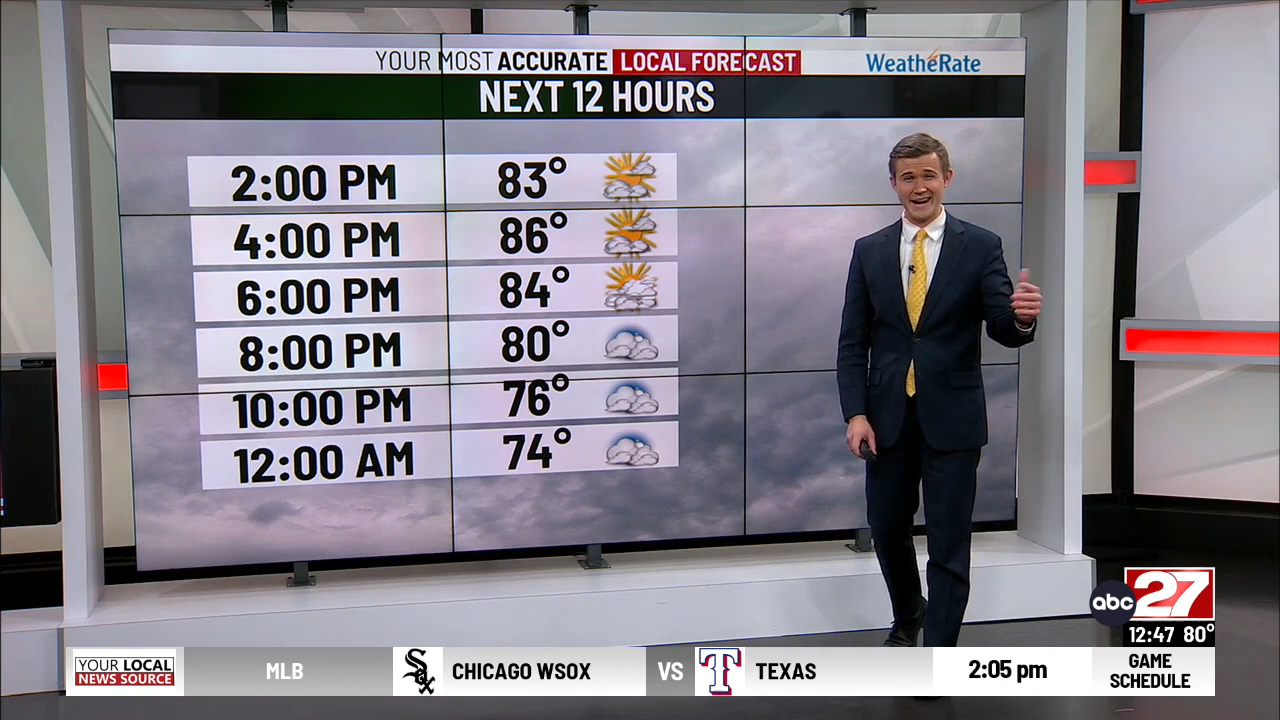 YOUR MOST ACCURATE LOCAL FORECAST
WeatheRate
NEXT 12 HOURS
2:00 PM 83°
4:00 PM 86°
6:00 PM 84°
8:00 PM 80°
10:00 PM 76°
12:00 AM 74°
abc 27
12:47 80°
YOUR LOCAL
NEWS SOURCE
MLB
Sox
CHICAGO WSOX
VS
T
TEXAS
2:05 pm
GAME
SCHEDULE